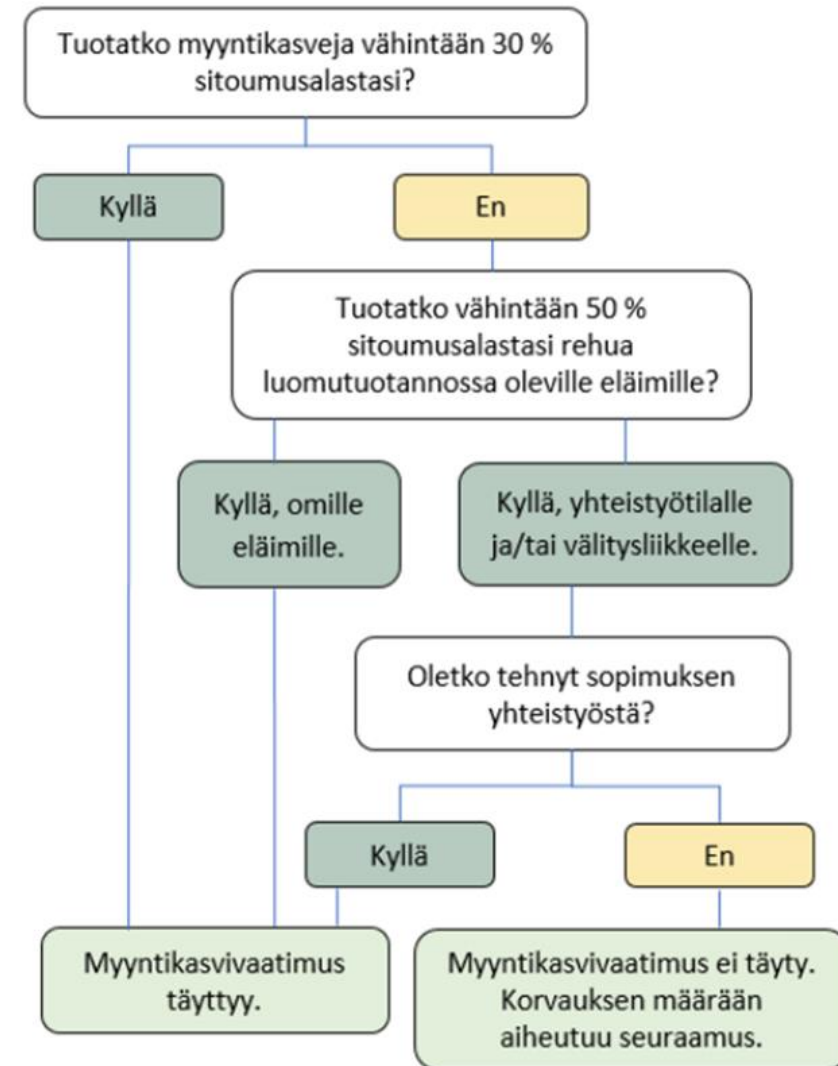 Tuotatko myyntikasveja vähintään 30 %
sitoumusalastasi?
Kyllä
En
Tuotatko vähintään 50 %
sitoumusalastasi rehua
luomutuotannossa oleville eläimille?
Kyllä, omille
eläimille.
Kyllä, yhteistyötilalle
ja/tai välitysliikkeelle.
Oletko tehnyt sopimuksen
yhteistyöstä?
Kyllä
En
Myyntikasvivaatimus
täyttyy.
Myyntikasvivaatimus ei täyty.
Korvauksen määrään
aiheutuu seuraamus.